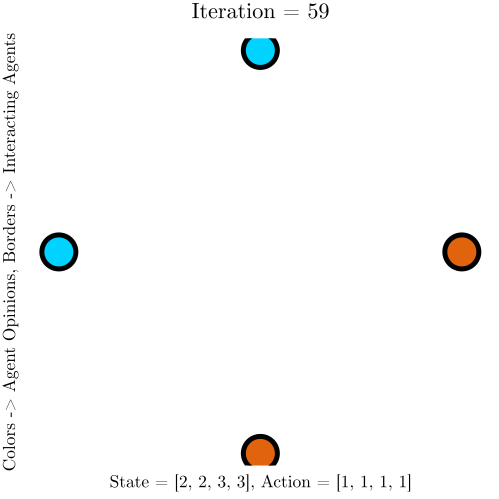 Iteration = 59
Colors -> Agent Opinions, Borders -> Interacting Agents
State = [2, 2, 3, 3], Action = [1, 1, 1, 1]